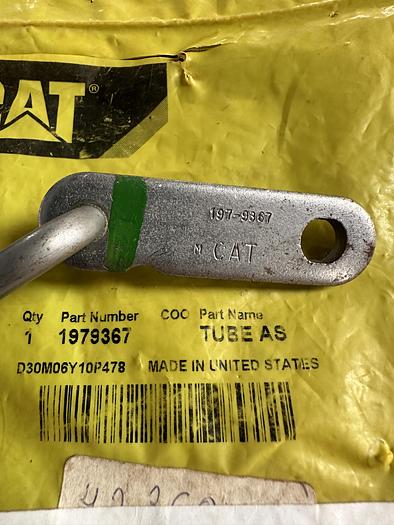 CAT®
197-9367
N CAT
Qty Part Number COO Part Name
1 1979367 TUBE AS
D30M06Y10P478 MADE IN UNITED STATES